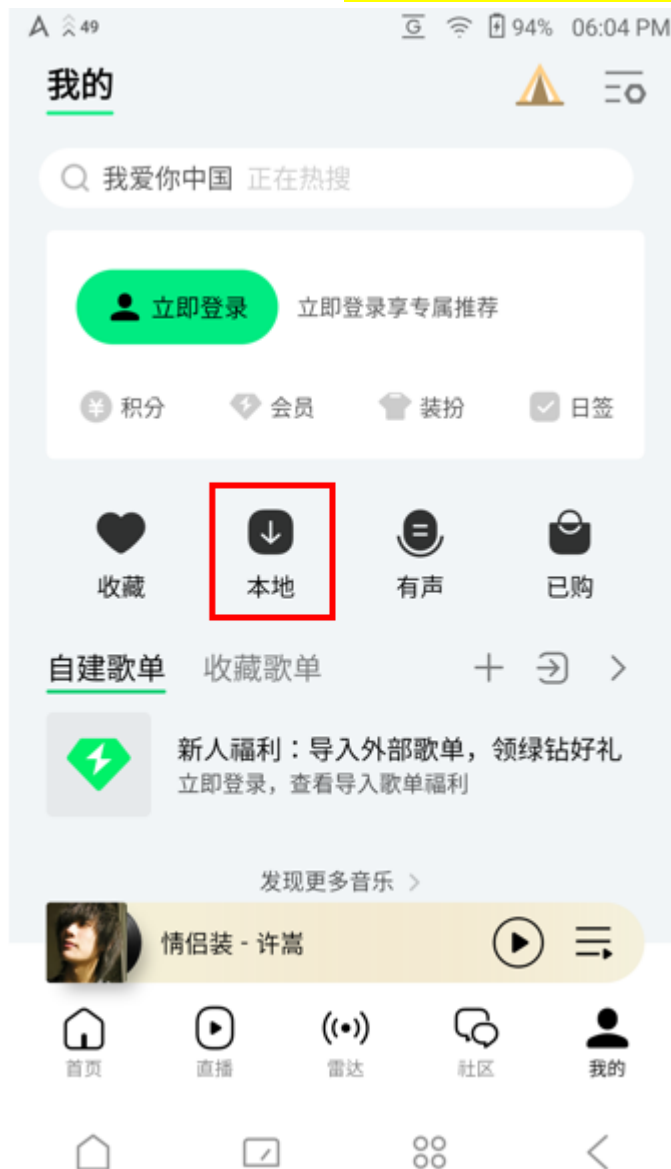 49 G 94% 06:04 PM
我的
我爱你中国 正在热搜
立即登录 立即登录享专属推荐
积分 会员 装扮 日签
收藏 本地 有声 已购
自建歌单 收藏歌单
新人福利：导入外部歌单，领绿钻好礼
立即登录，查看导入歌单福利
发现更多音乐 >
情侣装 - 许嵩
首页 直播 雷达 社区 我的